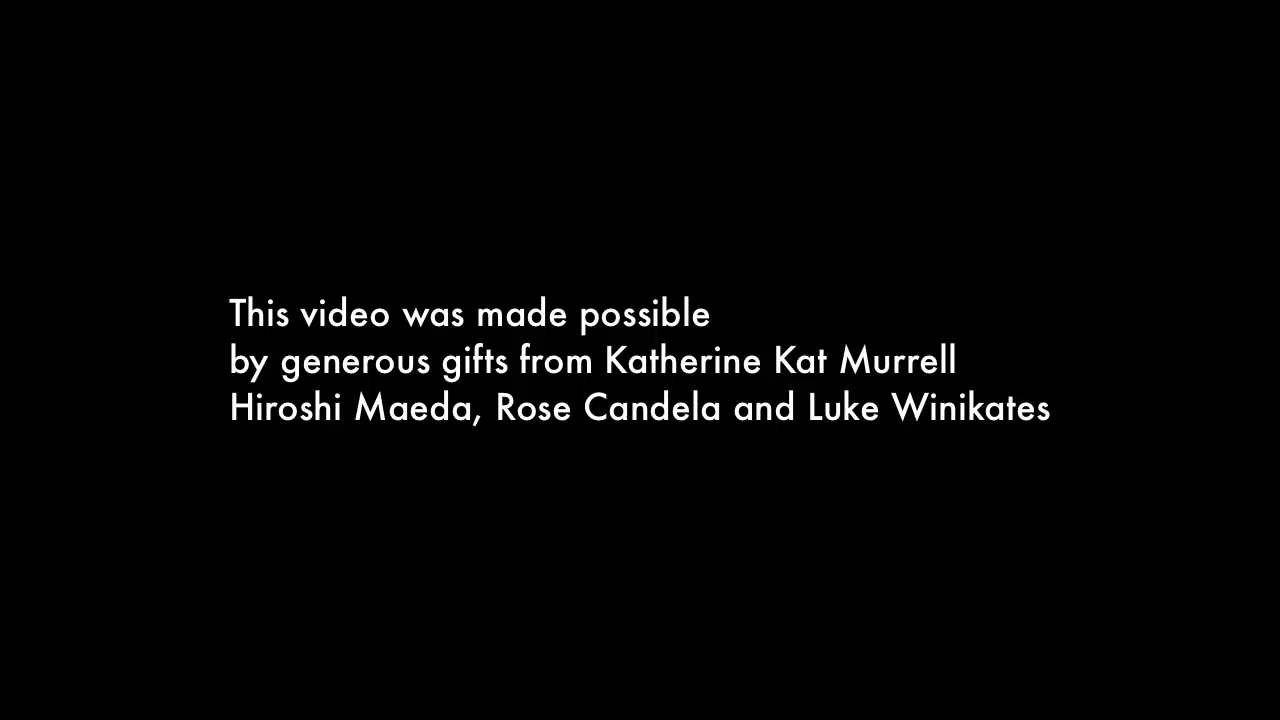 This video was made possible
by generous gifts from Katherine Kat Murrell
Hiroshi Maeda, Rose Candela and Luke Winikates